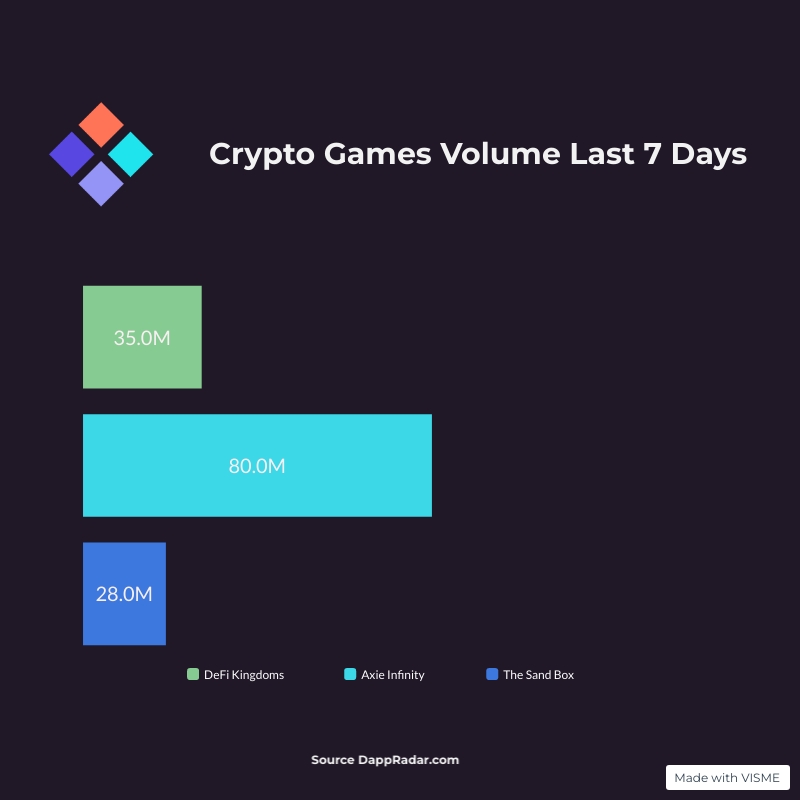 Crypto Games Volume Last 7 Days
35.0M
80.0M
28.0M
DeFi Kingdoms
Axie Infinity
The Sand Box
Source DappRadar.com
Made with VISME